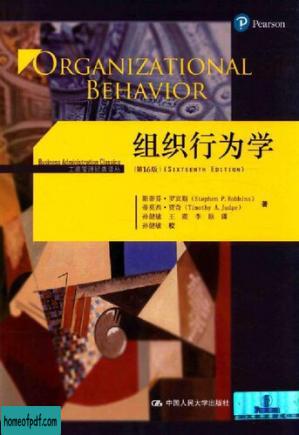 Pearson
ORGANIZATIONAL
BEHAVIOR
Business Administration Classics
工商管理经典译丛
组织行为学
(第16版)(SIXTEENTH EDITION)
斯蒂芬·罗宾斯 (Stephen P. Robbins)
蒂莫西·贾奇 (Timothy A. Judge) 著
孙健敏 王震 李原 译
孙健敏 校
中国人民大学出版社
homeofpdf.com